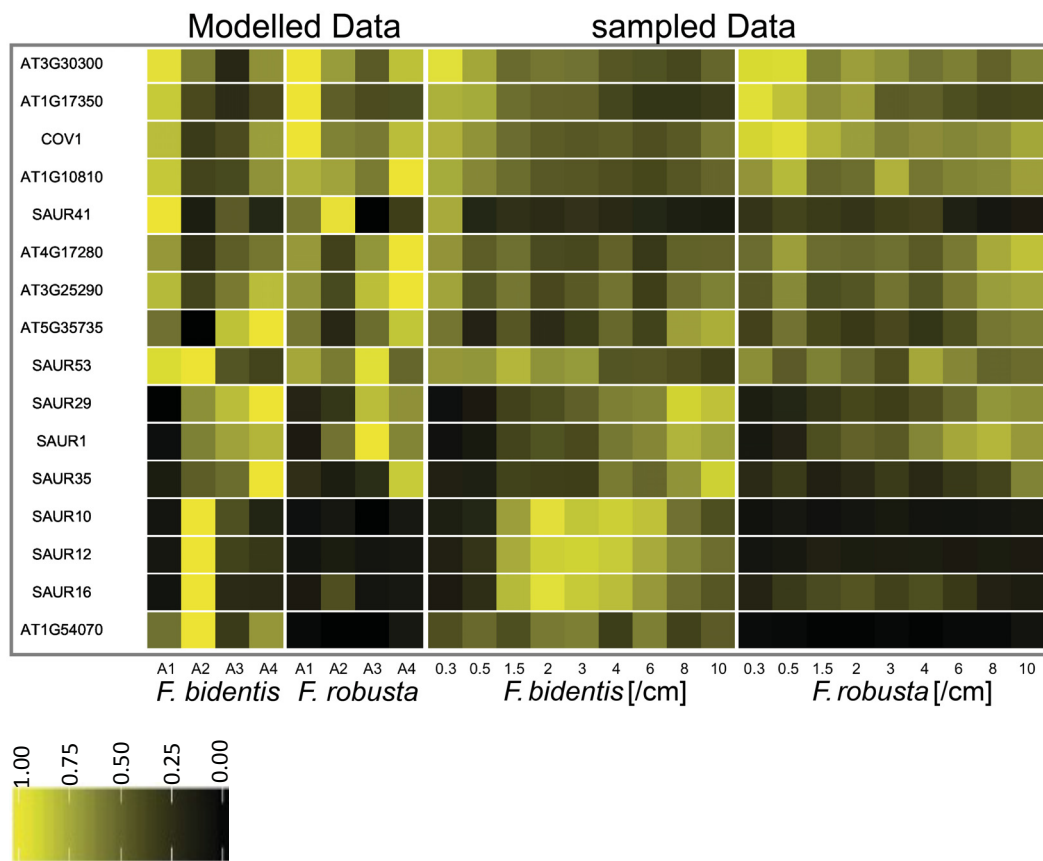 Modelled Data sampled Data
AT3G30300
AT1G17350
COV1
AT1G10810
SAUR41
AT4G17280
AT3G25290
AT5G35735
SAUR53
SAUR29
SAUR1
SAUR35
SAUR10
SAUR12
SAUR16
AT1G54070
A1 A2 A3 A4 A1 A2 A3 A4 0.3 0.5 1.5 2 3 4 6 8 10 0.3 0.5 1.5 2 3 4 6 8 10
F. bidentis F. robusta F. bidentis [/cm] F. robusta [/cm]
1.00 0.75 0.50 0.25 0.00